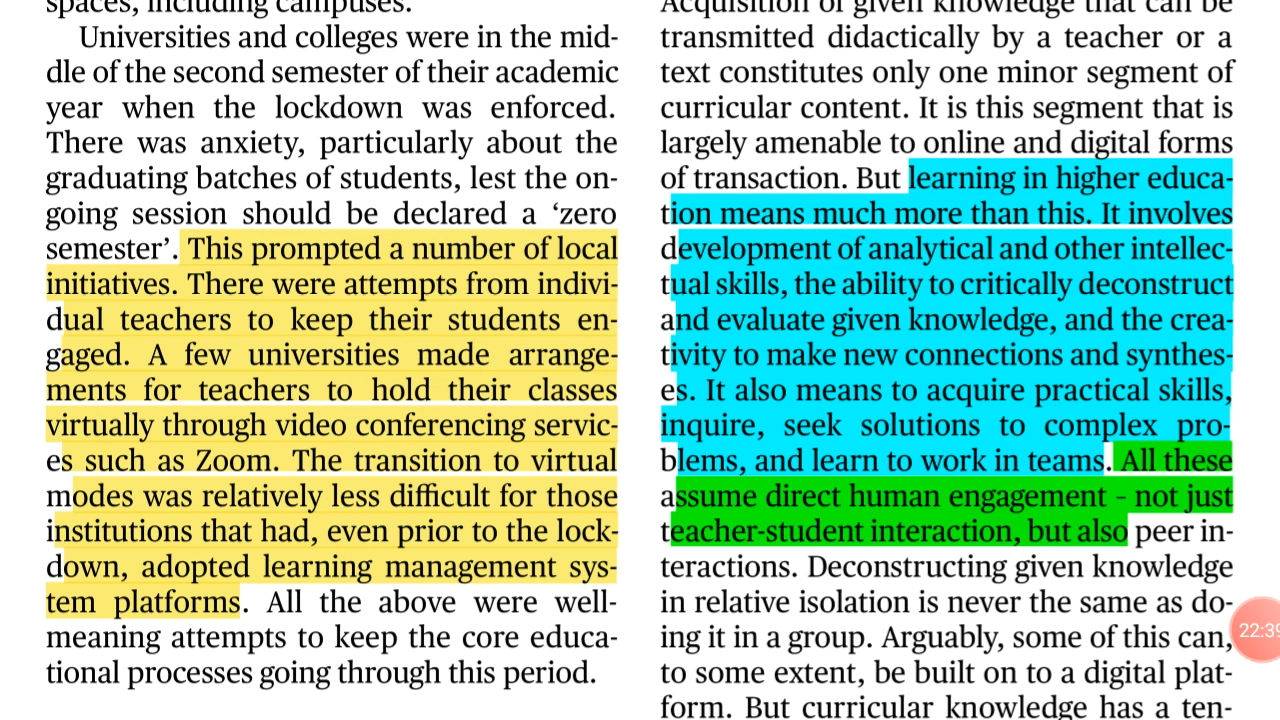 spaces, including campuses.
Universities and colleges were in the mid-
dle of the second semester of their academic
year when the lockdown was enforced.
There was anxiety, particularly about the
graduating batches of students, lest the on-
going session should be declared a ‘zero
semester’. This prompted a number of local
initiatives. There were attempts from indivi-
dual teachers to keep their students en-
gaged. A few universities made arrange-
ments for teachers to hold their classes
virtually through video conferencing servic-
es such as Zoom. The transition to virtual
modes was relatively less difficult for those
institutions that had, even prior to the lock-
down, adopted learning management sys-
tem platforms. All the above were well-
meaning attempts to keep the core educa-
tional processes going through this period.
Acquisition of given knowledge that can be
transmitted didactically by a teacher or a
text constitutes only one minor segment of
curricular content. It is this segment that is
largely amenable to online and digital forms
of transaction. But learning in higher educa-
tion means much more than this. It involves
development of analytical and other intellec-
tual skills, the ability to critically deconstruct
and evaluate given knowledge, and the crea-
tivity to make new connections and synthes-
es. It also means to acquire practical skills,
inquire, seek solutions to complex pro-
blems, and learn to work in teams. All these
assume direct human engagement – not just
teacher-student interaction, but also peer in-
teractions. Deconstructing given knowledge
in relative isolation is never the same as do-
ing it in a group. Arguably, some of this can,
to some extent, be built on to a digital plat-
form. But curricular knowledge has a ten-
22:39